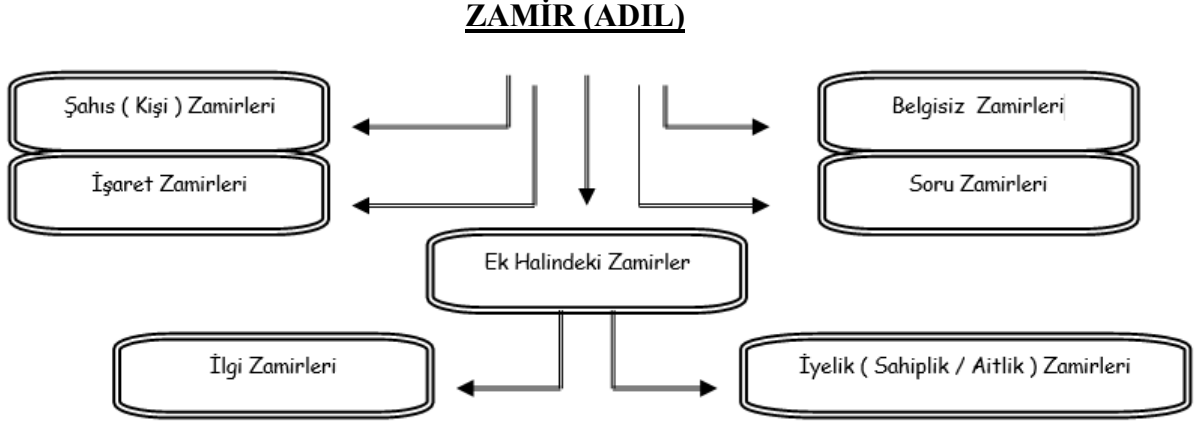 ZAMİR (ADIL)
Şahıs ( Kişi ) Zamirleri
Belgisiz Zamirleri
İşaret Zamirleri
Soru Zamirleri
Ek Halindeki Zamirler
İlgi Zamirleri
İyelik ( Sahiplik / Aitlik ) Zamirleri